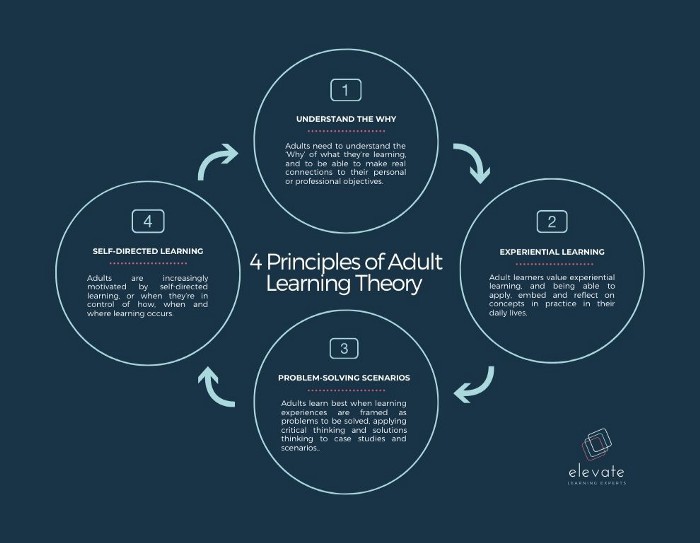 1
UNDERSTAND THE WHY
Adults need to understand the
'Why' of what they're learning,
and to be able to make real
connections to their personal
or professional objectives.
2
EXPERIENTIAL LEARNING
Adult learners value experiential
learning, and being able to
apply, embed and reflect on
concepts in practice in their
daily lives.
3
PROBLEM-SOLVING SCENARIOS
Adults learn best when learning
experiences are framed as
problems to be solved, applying
critical thinking and solutions
thinking to case studies and
scenarios..
4
SELF-DIRECTED LEARNING
Adults are increasingly
motivated by self-directed
learning, or when they're in
control of how, when and
where learning occurs.
4 Principles of Adult
Learning Theory
elevate
LEARNING EXPERTS